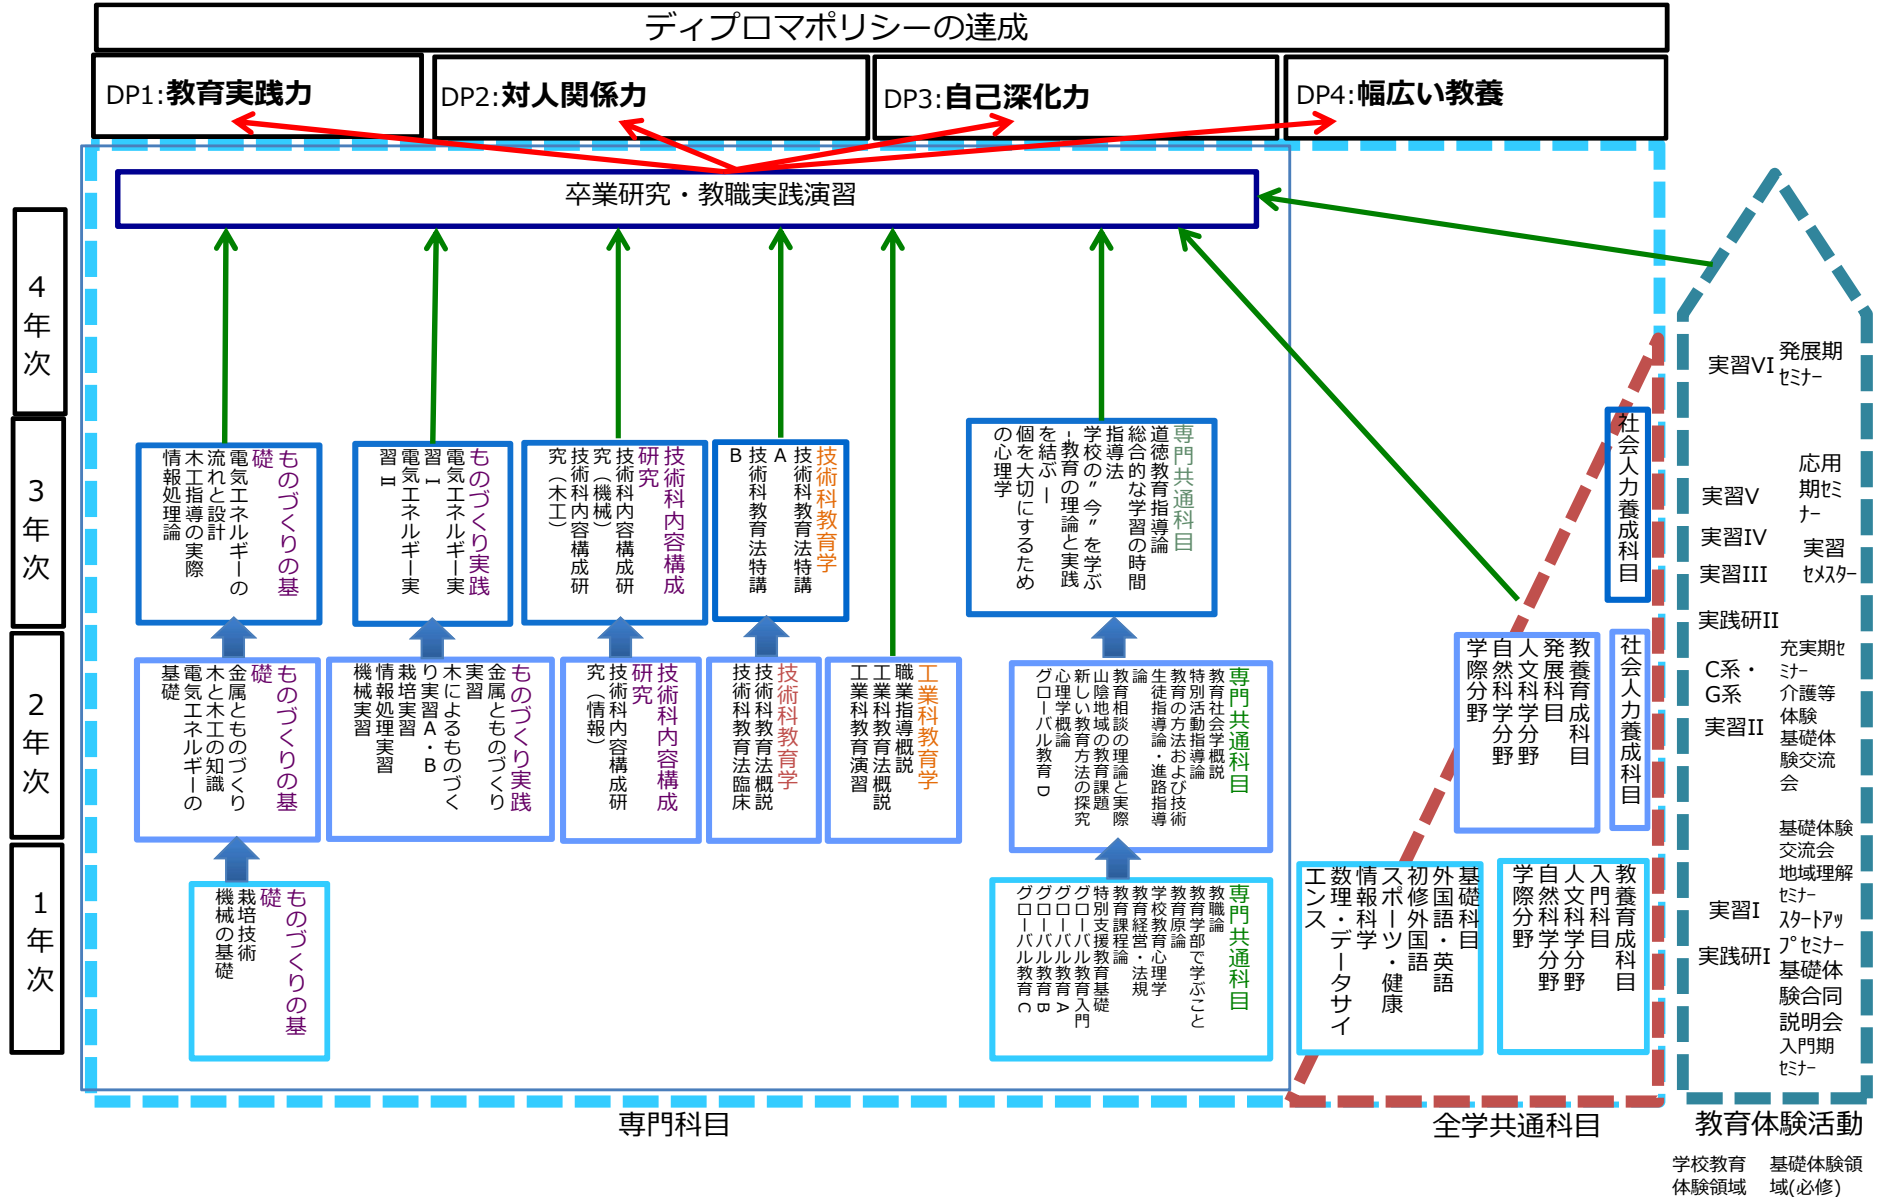 ディプロマポリシーの達成
DP1:教育実践力
DP2:対人関係力
DP3:自己深化力
DP4:幅広い教養
卒業研究・教職実践演習
4
年
次
3
年
次
2
年
次
1
年
次
ものづくりの基
礎
電気エネルギーの
流れと設計
木工指導の実際
情報処理理論
ものづくり実践
電気エネルギー実
習 I
電気エネルギー実
習 II
技術科内容構成
研究
技術科内容構成研
究（機械）
技術科内容構成研
究（木工）
技術科教育学
技術科教育法特講
A
技術科教育法特講
B
専門共通科目
道徳教育指導論
総合的な学習の時間
指導法
学校の”今”を学ぶ
-教育の理論と実践
を結ぶ ー
個を大切にするため
の心理学
社会人力養成科目
ものづくりの基
礎
金属とものづくり
木と木工の知識
電気エネルギーの
基礎
ものづくり実践
金属とものづくり
実習
木によるものづく
り実習A・B
栽培実習
情報処理実習
機械実習
技術科内容構成
研究
技術科内容構成研
究（情報）
技術科教育学
技術科教育法概説
技術科教育法臨床
工業科教育学
職業指導概説
工業科教育法概説
工業科教育演習
専門共通科目
教育社会学概説
特別活動指導論
教育の方法および技術
生徒指導論・進路指導
論
教育相談の理論と実際
山陰地域の教育課題
新しい教育方法の探究
心理学概論
グローバル教育 D
教養育成科目
発展科目
人文科学分野
自然科学分野
学際分野
社会人力養成科目
ものづくりの基
礎
栽培技術
機械の基礎
専門共通科目
教職論
教育学部で学ぶこと
教育原論
学校教育心理学
教育経営・法規
教育課程論
特別支援教育基礎
グローバル教育入門
グローバル教育 A
グローバル教育 B
グローバル教育 C
基礎科目
外国語・英語
初修外国語
スポーツ・健康
情報科学
数理・データサイ
エンス
教養育成科目
入門科目
人文科学分野
自然科学分野
学際分野
実習VI
発展期
ｾﾐﾅｰ
実習V
応用
期ｾﾐ
ﾅｰ
実習IV
実習III
実習
ｾﾒｽﾀｰ
実践研II
C系・
G系
実習II
充実期ｾ
ﾐﾅｰ
介護等
体験
基礎体
験交流
会
実習I
実践研I
基礎体験
交流会
地域理解
ｾﾐﾅｰ
ｽﾀｰﾄｱｯ
ﾌﾟｾﾐﾅｰ
基礎体
験合同
説明会
入門期
ｾﾐﾅｰ
専門科目
全学共通科目
教育体験活動
学校教育
体験領域
基礎体験領
域(必修)